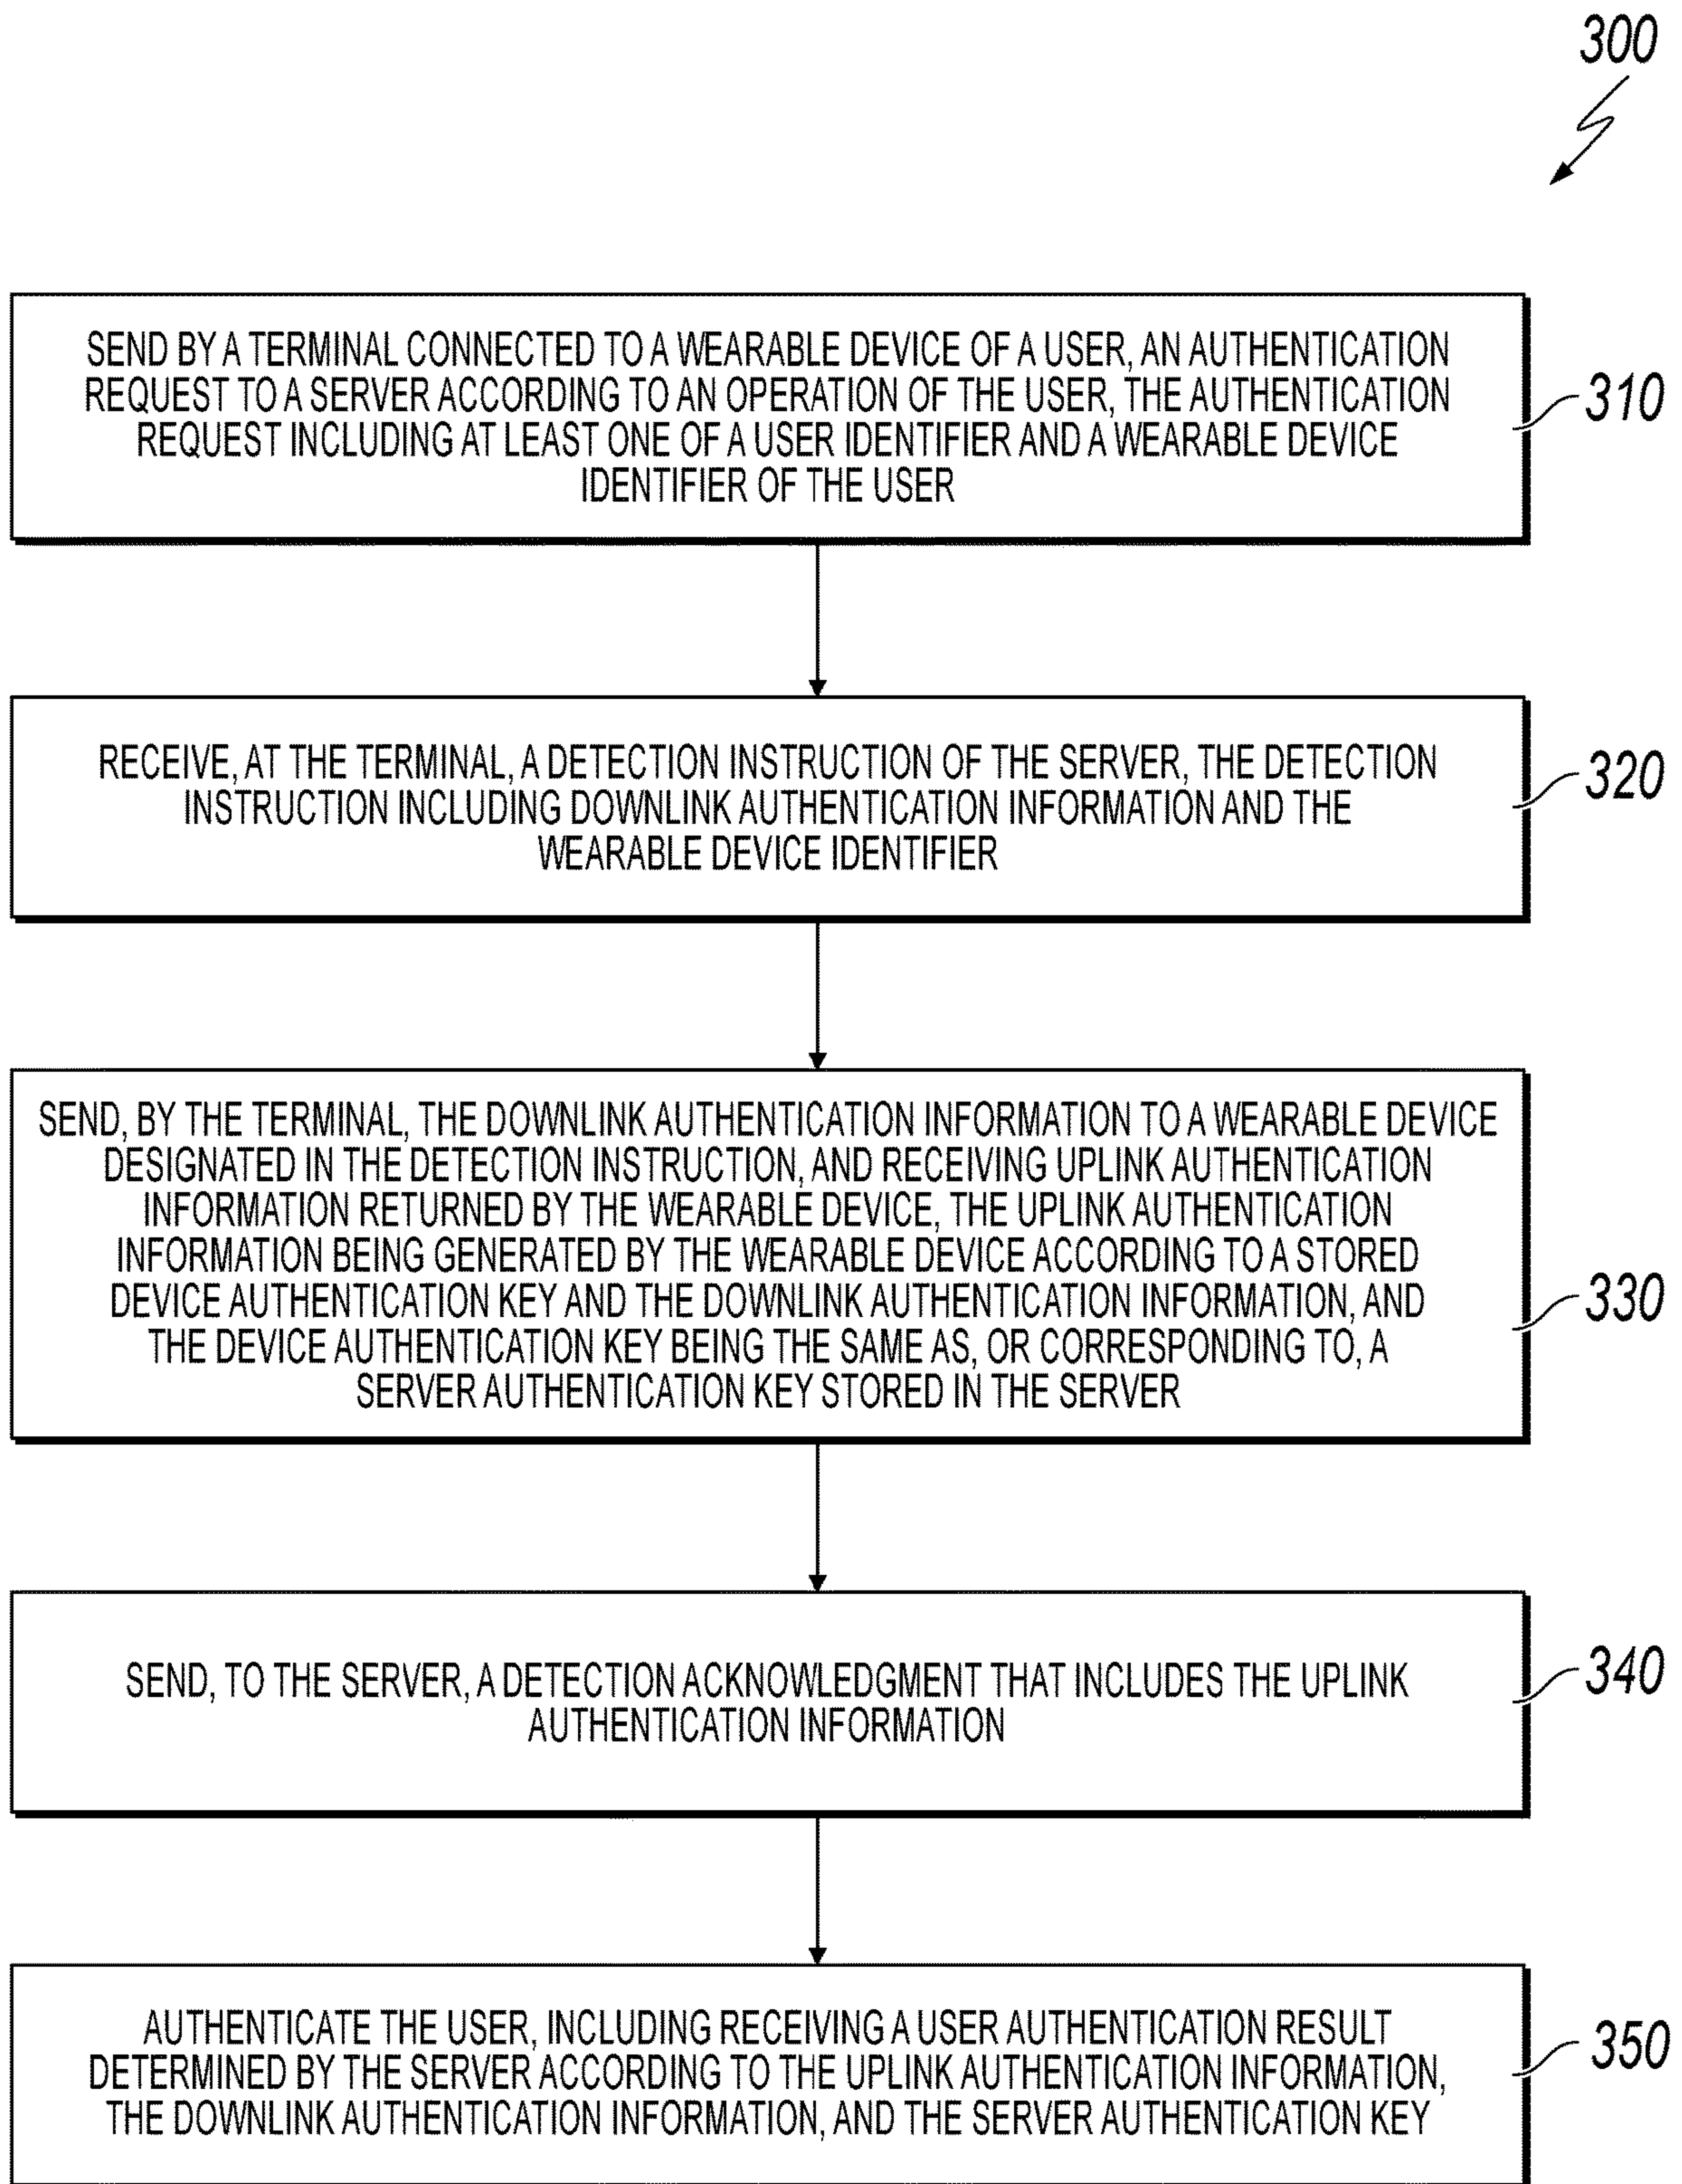 300
SEND BY A TERMINAL CONNECTED TO A WEARABLE DEVICE OF A USER, AN AUTHENTICATION
REQUEST TO A SERVER ACCORDING TO AN OPERATION OF THE USER, THE AUTHENTICATION
REQUEST INCLUDING AT LEAST ONE OF A USER IDENTIFIER AND A WEARABLE DEVICE
IDENTIFIER OF THE USER
310
RECEIVE, AT THE TERMINAL, A DETECTION INSTRUCTION OF THE SERVER, THE DETECTION
INSTRUCTION INCLUDING DOWNLINK AUTHENTICATION INFORMATION AND THE
WEARABLE DEVICE IDENTIFIER
320
SEND, BY THE TERMINAL, THE DOWNLINK AUTHENTICATION INFORMATION TO A WEARABLE DEVICE
DESIGNATED IN THE DETECTION INSTRUCTION, AND RECEIVING UPLINK AUTHENTICATION
INFORMATION RETURNED BY THE WEARABLE DEVICE, THE UPLINK AUTHENTICATION
INFORMATION BEING GENERATED BY THE WEARABLE DEVICE ACCORDING TO A STORED
DEVICE AUTHENTICATION KEY AND THE DOWNLINK AUTHENTICATION INFORMATION, AND
THE DEVICE AUTHENTICATION KEY BEING THE SAME AS, OR CORRESPONDING TO, A
SERVER AUTHENTICATION KEY STORED IN THE SERVER
330
SEND, TO THE SERVER, A DETECTION ACKNOWLEDGMENT THAT INCLUDES THE UPLINK
AUTHENTICATION INFORMATION
340
AUTHENTICATE THE USER, INCLUDING RECEIVING A USER AUTHENTICATION RESULT
DETERMINED BY THE SERVER ACCORDING TO THE UPLINK AUTHENTICATION INFORMATION,
THE DOWNLINK AUTHENTICATION INFORMATION, AND THE SERVER AUTHENTICATION KEY
350